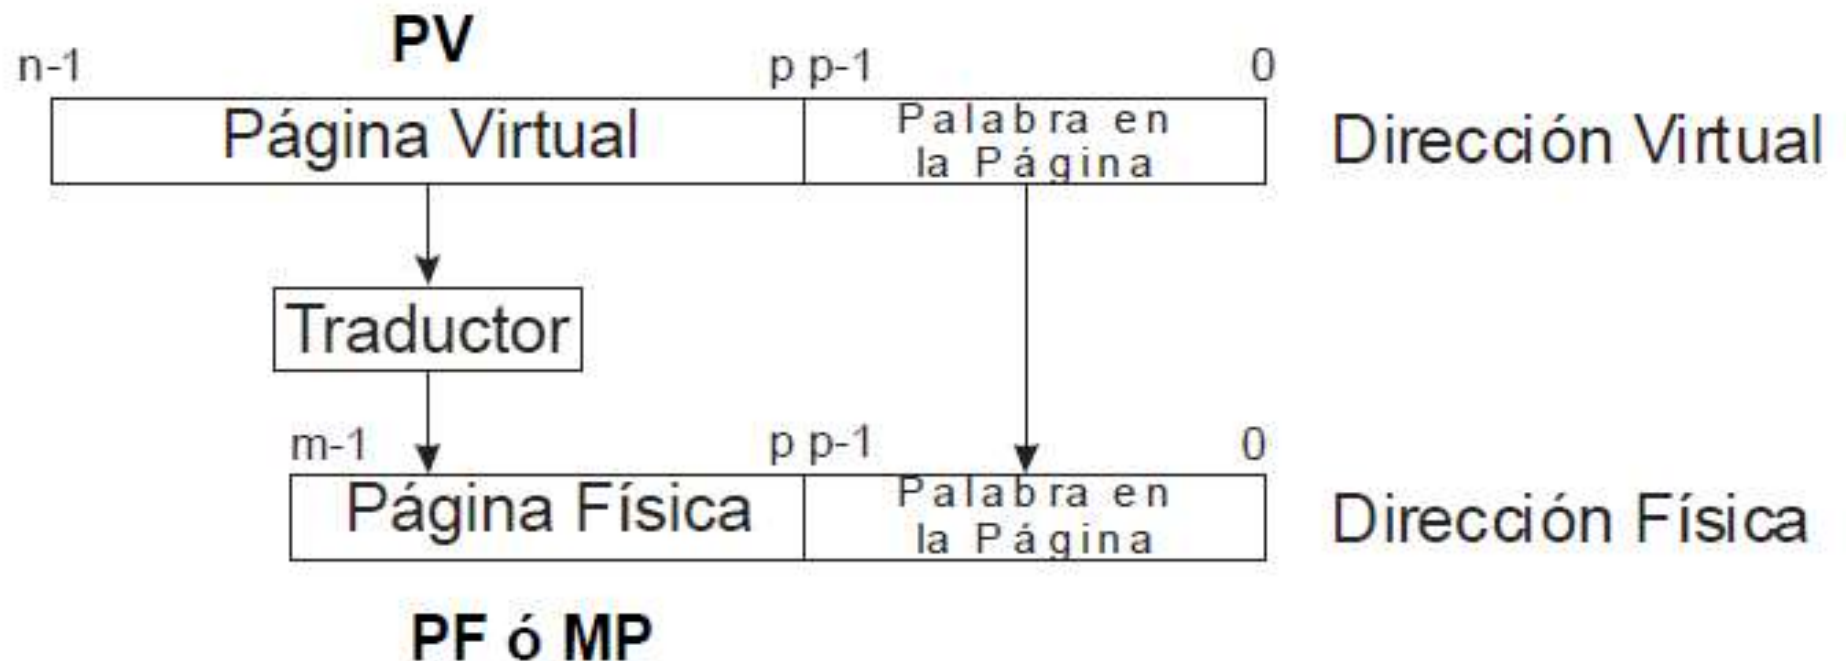 PV
n-1 p p-1 0
Página Virtual
Palabra en
la Página
Dirección Virtual
Traductor
m-1 p p-1 0
Página Física
Palabra en
la Página
Dirección Física
PF ó MP